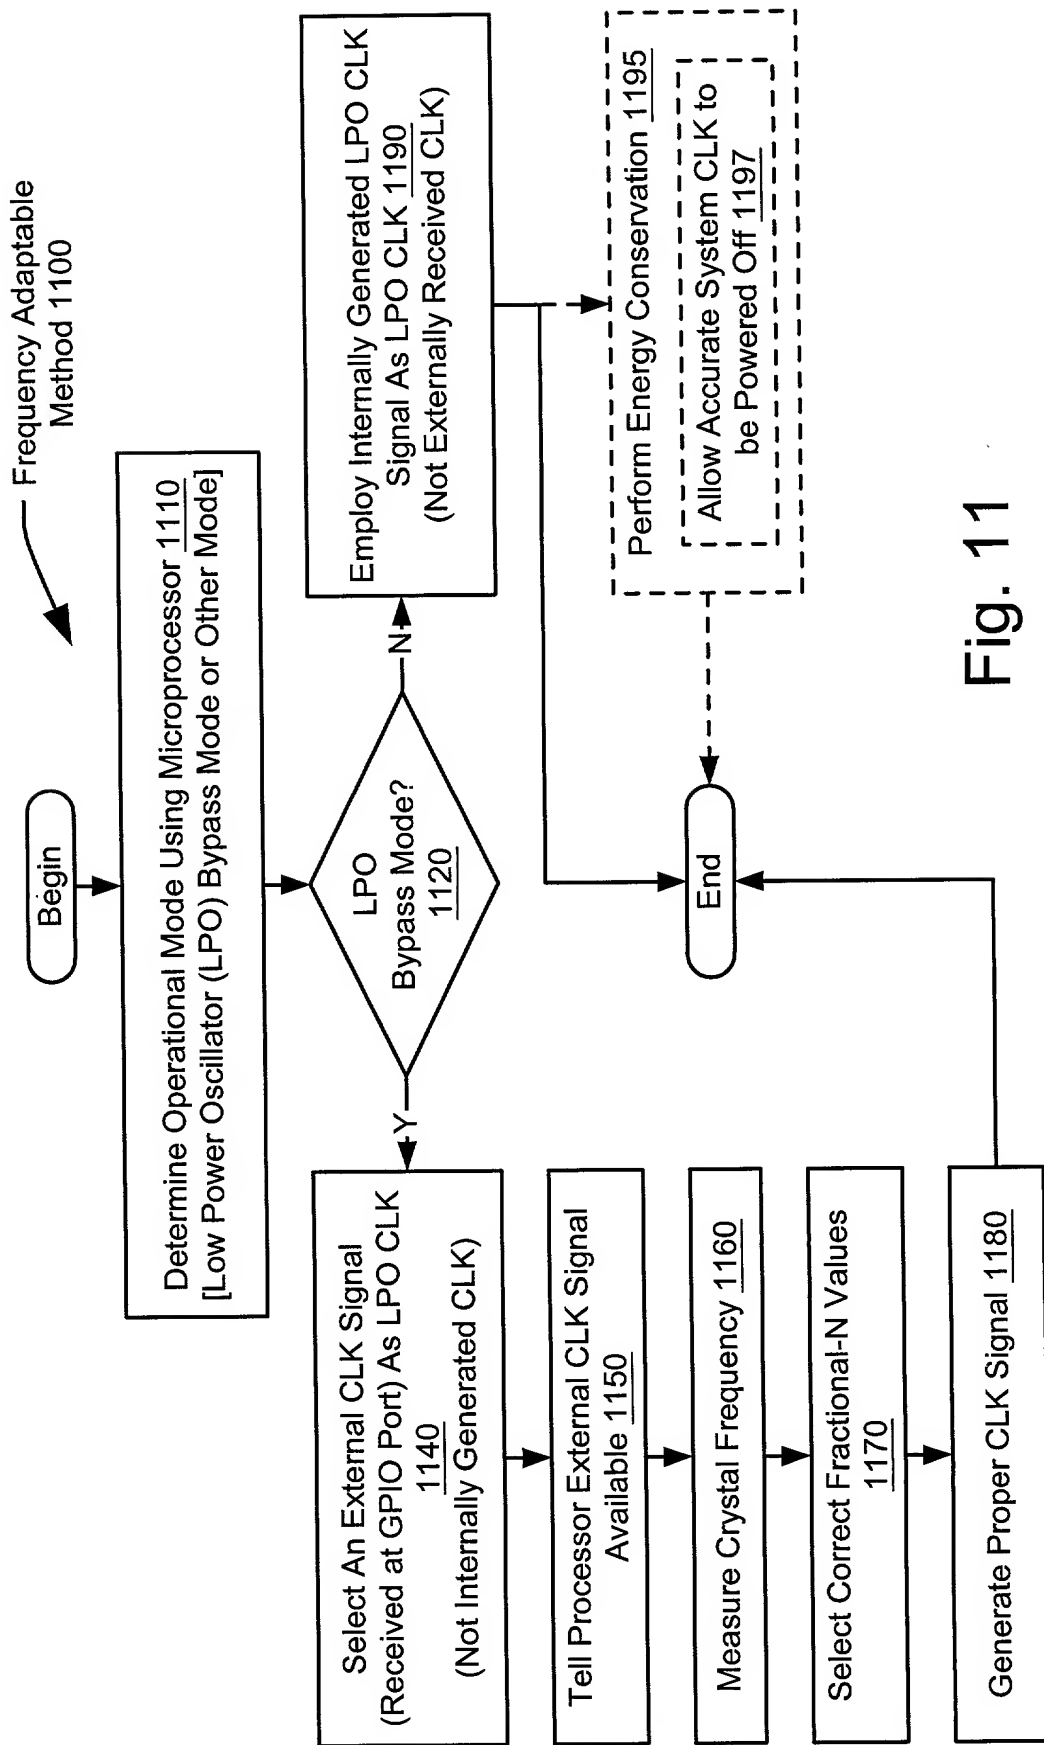 Frequency Adaptable
Method 1100
Begin
Determine Operational Mode Using Microprocessor 1110
[Low Power Oscillator (LPO) Bypass Mode or Other Mode]
LPO
Bypass Mode?
1120
Y
N
Select An External CLK Signal
(Received at GPIO Port) As LPO CLK
1140
(Not Internally Generated CLK)
Tell Processor External CLK Signal
Available 1150
Measure Crystal Frequency 1160
Select Correct Fractional-N Values
1170
Generate Proper CLK Signal 1180
Employ Internally Generated LPO CLK
Signal As LPO CLK 1190
(Not Externally Received CLK)
Perform Energy Conservation 1195
Allow Accurate System CLK to
be Powered Off 1197
End
Fig. 11